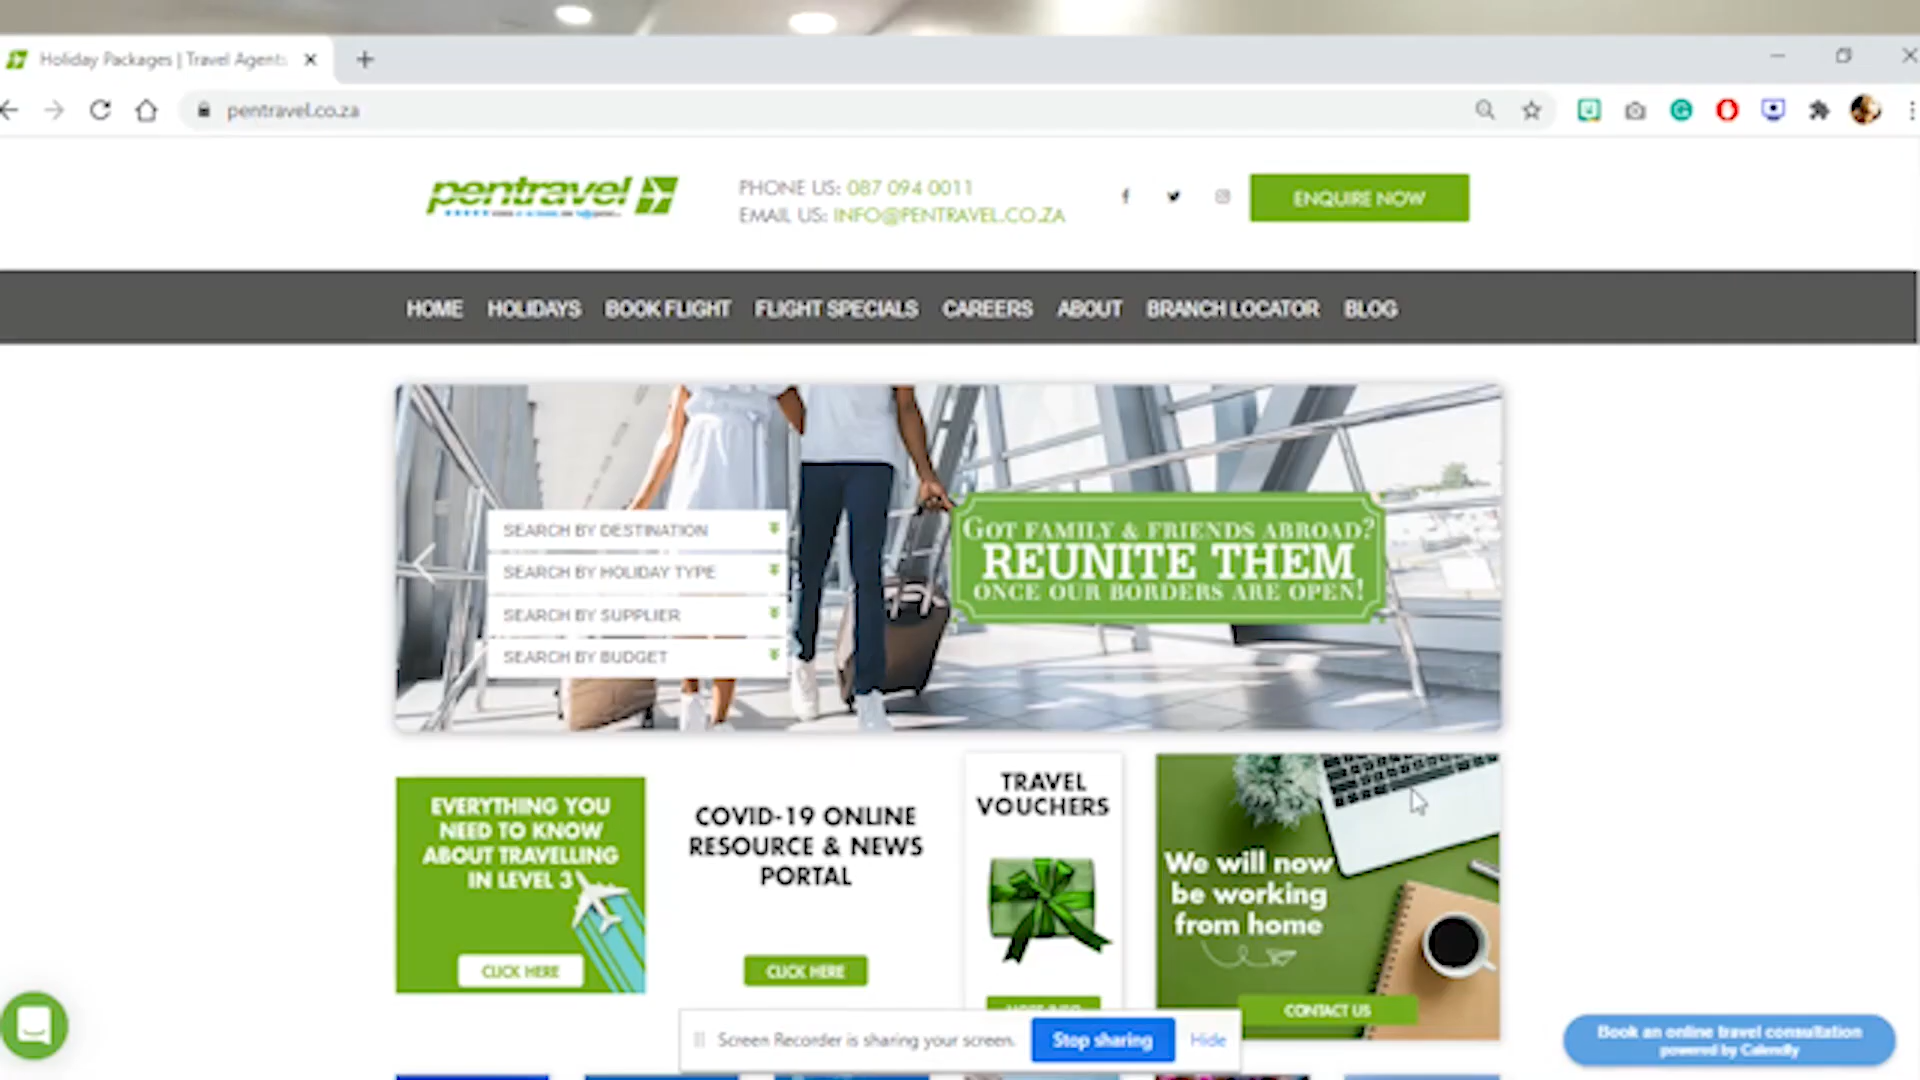 Holiday Packages | Travel Agents
pentravel.co.za
pentravel
PHONE US: 087 094 0011
EMAIL US: INFO@PENTRAVEL.CO.ZA
ENQUIRE NOW
HOME HOLIDAYS BOOK FLIGHT FLIGHT SPECIALS CAREERS ABOUT BRANCH LOCATOR BLOG
SEARCH BY DESTINATION
SEARCH BY HOLIDAY TYPE
SEARCH BY SUPPLIER
SEARCH BY BUDGET
GOT FAMILY & FRIENDS ABROAD?
REUNITE THEM
ONCE OUR BORDERS ARE OPEN!
EVERYTHING YOU
NEED TO KNOW
ABOUT TRAVELLING
IN LEVEL 3
CLICK HERE
COVID-19 ONLINE
RESOURCE & NEWS
PORTAL
CLICK HERE
TRAVEL
VOUCHERS
We will now
be working
from home
CONTACT US
Screen Recorder is sharing your screen.
Stop sharing
Hide
Book an online travel consultation
powered by Calendly